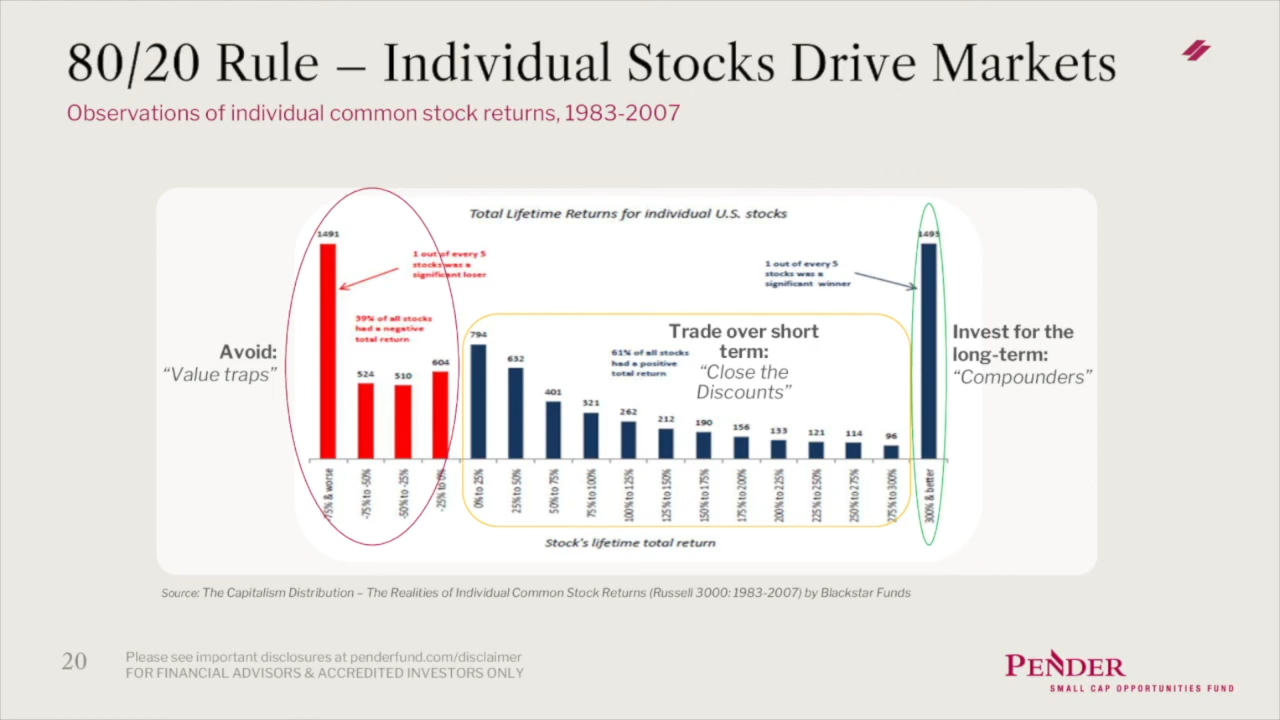 80/20 Rule – Individual Stocks Drive Markets
Observations of individual common stock returns, 1983-2007
Total Lifetime Returns for individual U.S. stocks
1491
524
510
604
794
632
401
321
262
212
190
156
133
121
114
96
1493
1 out of every 5
stocks was a
significant loser
39% of all stocks
had a negative
total return
1 out of every 5
stocks was a
significant winner
61% of all stocks
had a positive
total return
Avoid:
“Value traps”
Trade over short
term:
“Close the
Discounts”
Invest for the
long-term:
“Compounders”
-75% & worse
-75% to -50%
-50% to -25%
-25% to 0%
0% to 25%
25% to 50%
50% to 75%
75% to 100%
100% to 125%
125% to 150%
150% to 175%
175% to 200%
200% to 225%
225% to 250%
250% to 275%
275% to 300%
300% & better
Stock's lifetime total return
Source: The Capitalism Distribution – The Realities of Individual Common Stock Returns (Russell 3000: 1983-2007) by Blackstar Funds
20
Please see important disclosures at penderfund.com/disclaimer
FOR FINANCIAL ADVISORS & ACCREDITED INVESTORS ONLY
PENDER
SMALL CAP OPPORTUNITIES FUND